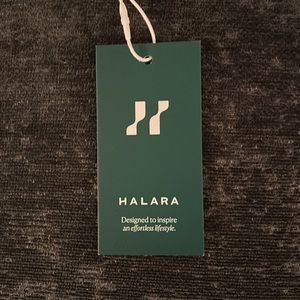 HALARA
Designed to inspire
an effortless lifestyle.